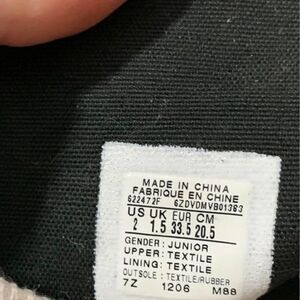 MADE IN CHINA
FABRIQUE EN CHINE
622472F 6ZDVDMVB01363
US UK EUR CM
2 1.5 33.5 20.5
GENDER: JUNIOR
UPPER: TEXTILE
LINING: TEXTILE
OUTSOLE: TEXTILE/RUBBER
7Z 1206 M88